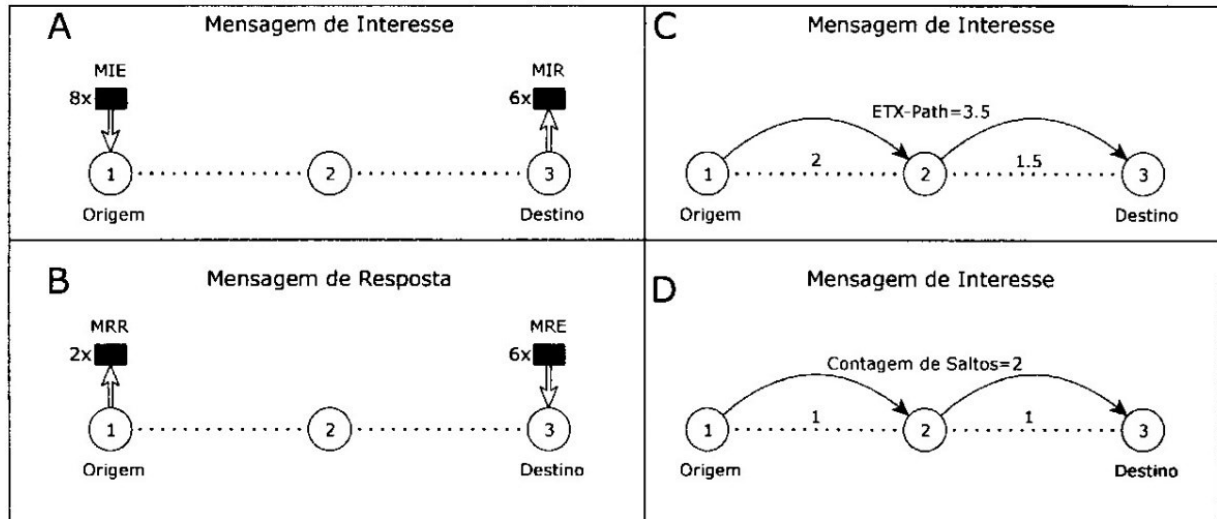 A
Mensagem de Interesse
MIE
8x
MIR
6x
1
2
3
Origem
Destino
B
Mensagem de Resposta
MRR
2x
MRE
6x
1
2
3
Origem
Destino
C
Mensagem de Interesse
ETX-Path=3.5
2
1.5
1
2
3
Origem
Destino
D
Mensagem de Interesse
Contagem de Saltos=2
1
1
1
2
3
Origem
Destino